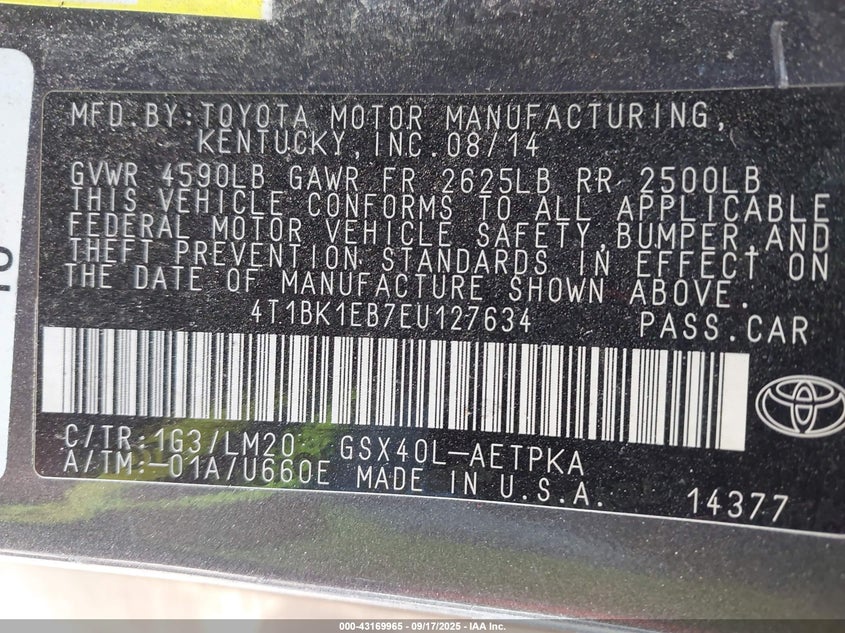 MFD.BY:TOYOTA MOTOR MANUFACTURING,
KENTUCKY,INC.08/14
GVWR 4590LB GAWR FR 2625LB RR 2500LB
THIS VEHICLE CONFORMS TO ALL APPLICABLE
FEDERAL MOTOR VEHICLE SAFETY,BUMPER,AND
THEFT PREVENTION STANDARDS IN EFFECT ON
THE DATE OF MANUFACTURE SHOWN ABOVE.
4T1BK1EB7EU127634 PASS.CAR
C/TR:1G3/LM20 GSX40L-AETPKA
A/TM:-01A/U660E MADE IN U.S.A. 14377
000-43169965 - 09/17/2025 - IAA Inc.